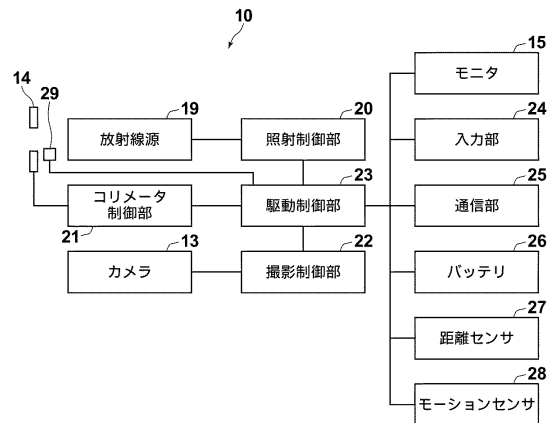 10
14
29
19
放射線源
20
照射制御部
15
モニタ
24
入力部
コリメータ
制御部
21
23
駆動制御部
25
通信部
13
カメラ
22
撮影制御部
26
バッテリ
27
距離センサ
28
モーションセンサ